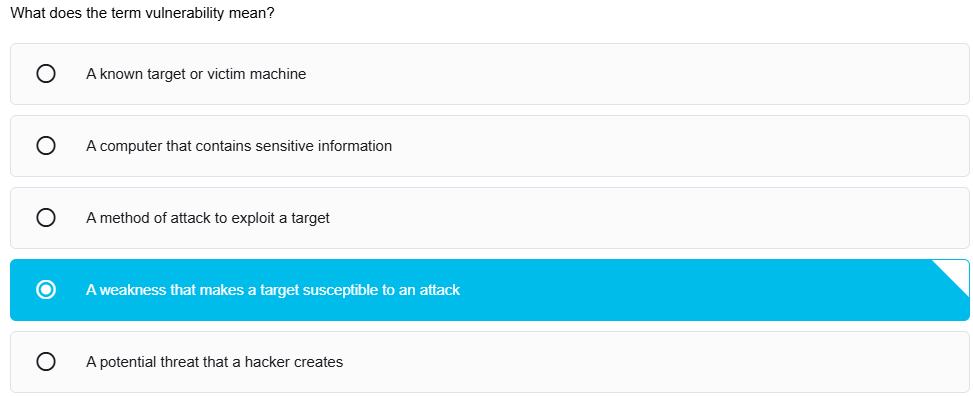 What does the term vulnerability mean?
A known target or victim machine
A computer that contains sensitive information
A method of attack to exploit a target
A weakness that makes a target susceptible to an attack
A potential threat that a hacker creates